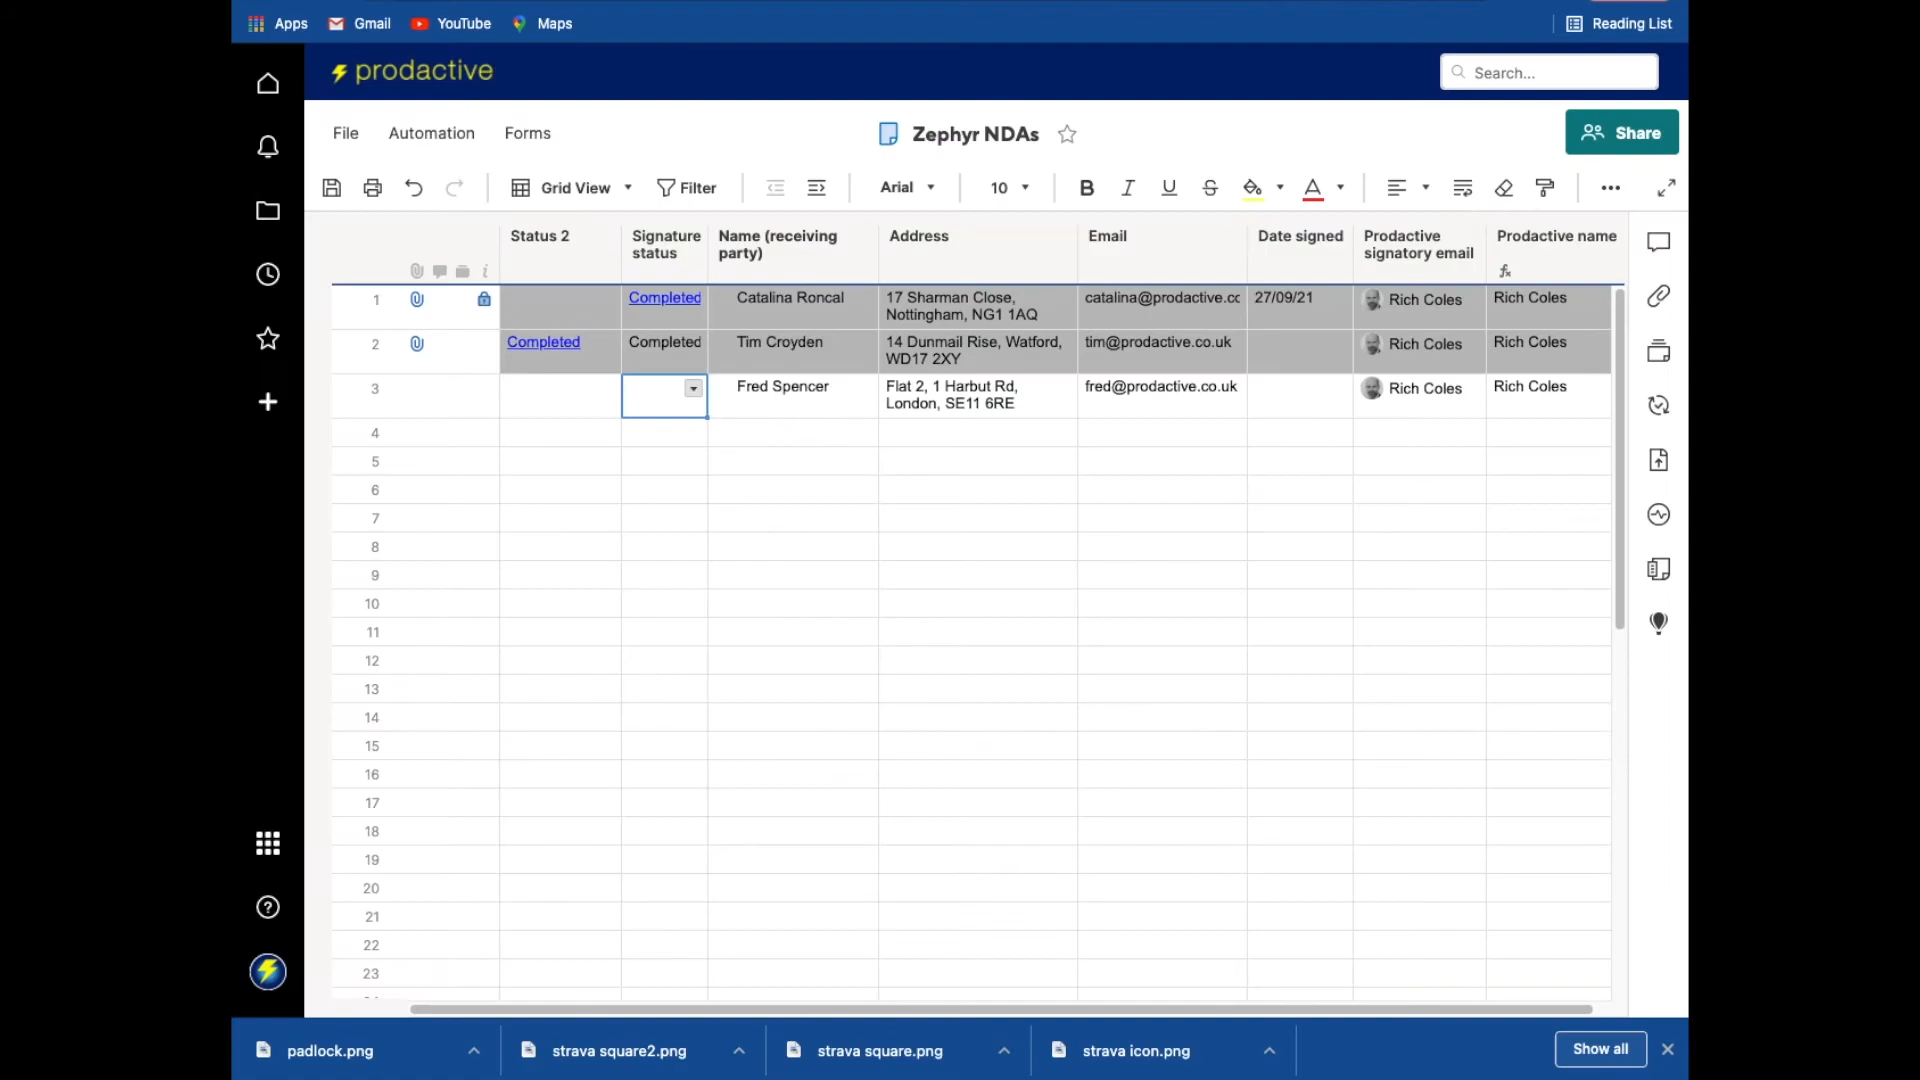 Apps Gmail YouTube Maps Reading List
prodactive Search...
File Automation Forms Zephyr NDAs Share
Grid View Filter Arial 10 B I U S A
Status 2 Signature status Name (receiving party) Address Email Date signed Prodactive signatory email Prodactive name
fx
1 Completed Catalina Roncal 17 Sharman Close, Nottingham, NG1 1AQ catalina@prodactive.cc 27/09/21 Rich Coles Rich Coles
2 Completed Completed Tim Croyden 14 Dunmail Rise, Watford, WD17 2XY tim@prodactive.co.uk Rich Coles Rich Coles
3 Fred Spencer Flat 2, 1 Harbut Rd, London, SE11 6RE fred@prodactive.co.uk Rich Coles Rich Coles
4
5
6
7
8
9
10
11
12
13
14
15
16
17
18
19
20
21
22
23
padlock.png strava square2.png strava square.png strava icon.png Show all